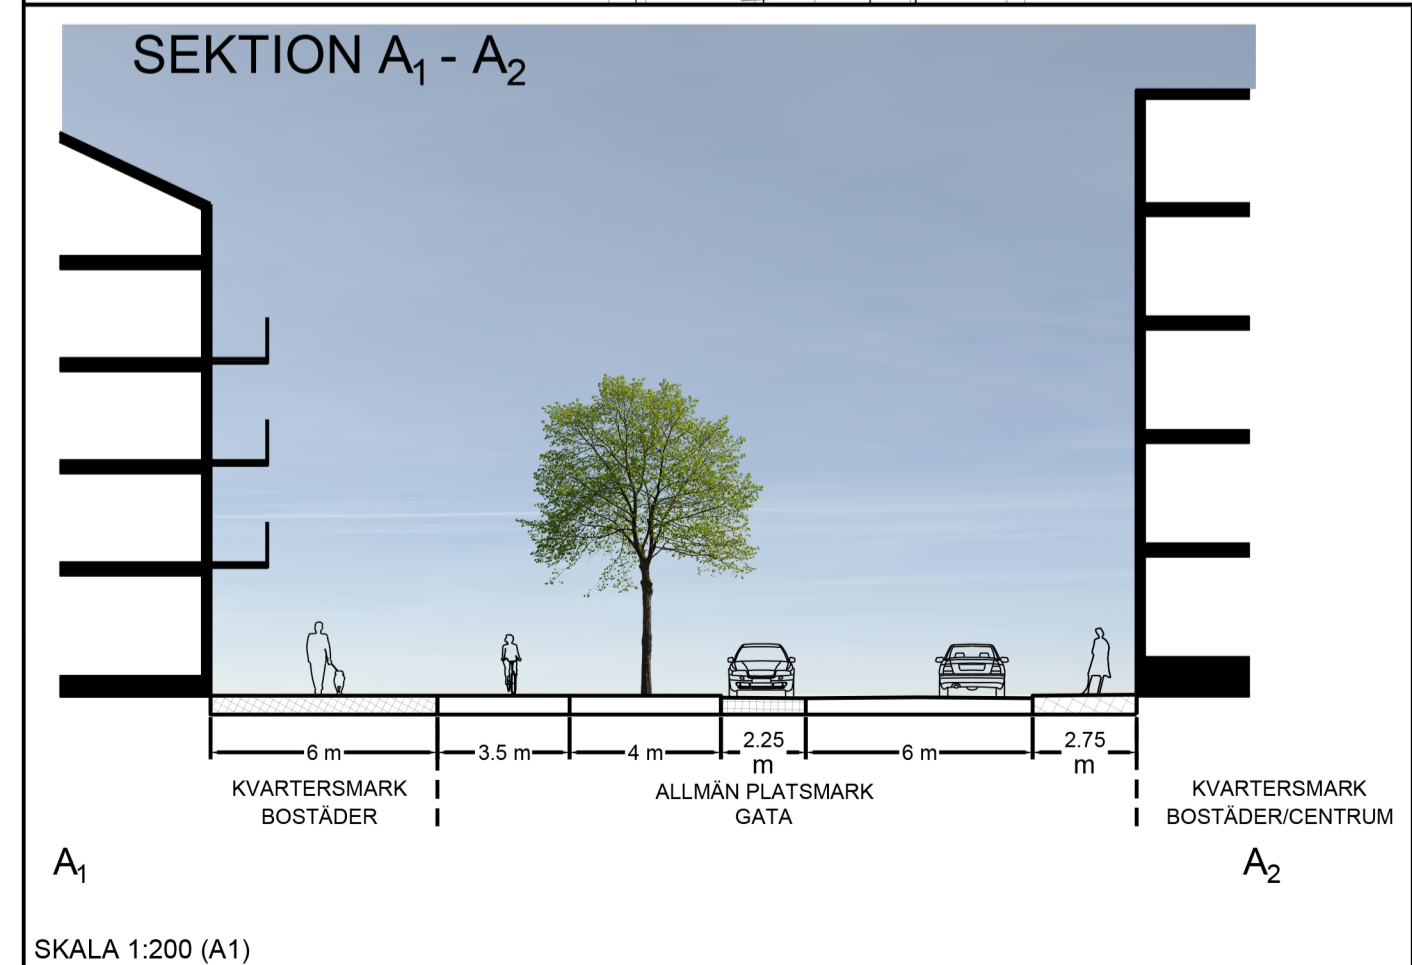 SEKTION A1 - A2
6 m
3.5 m
4 m
2.25 m
6 m
2.75 m
KVARTERSMARK
BOSTÄDER
ALLMÄN PLATSMARK
GATA
KVARTERSMARK
BOSTÄDER/CENTRUM
A1
A2
SKALA 1:200 (A1)